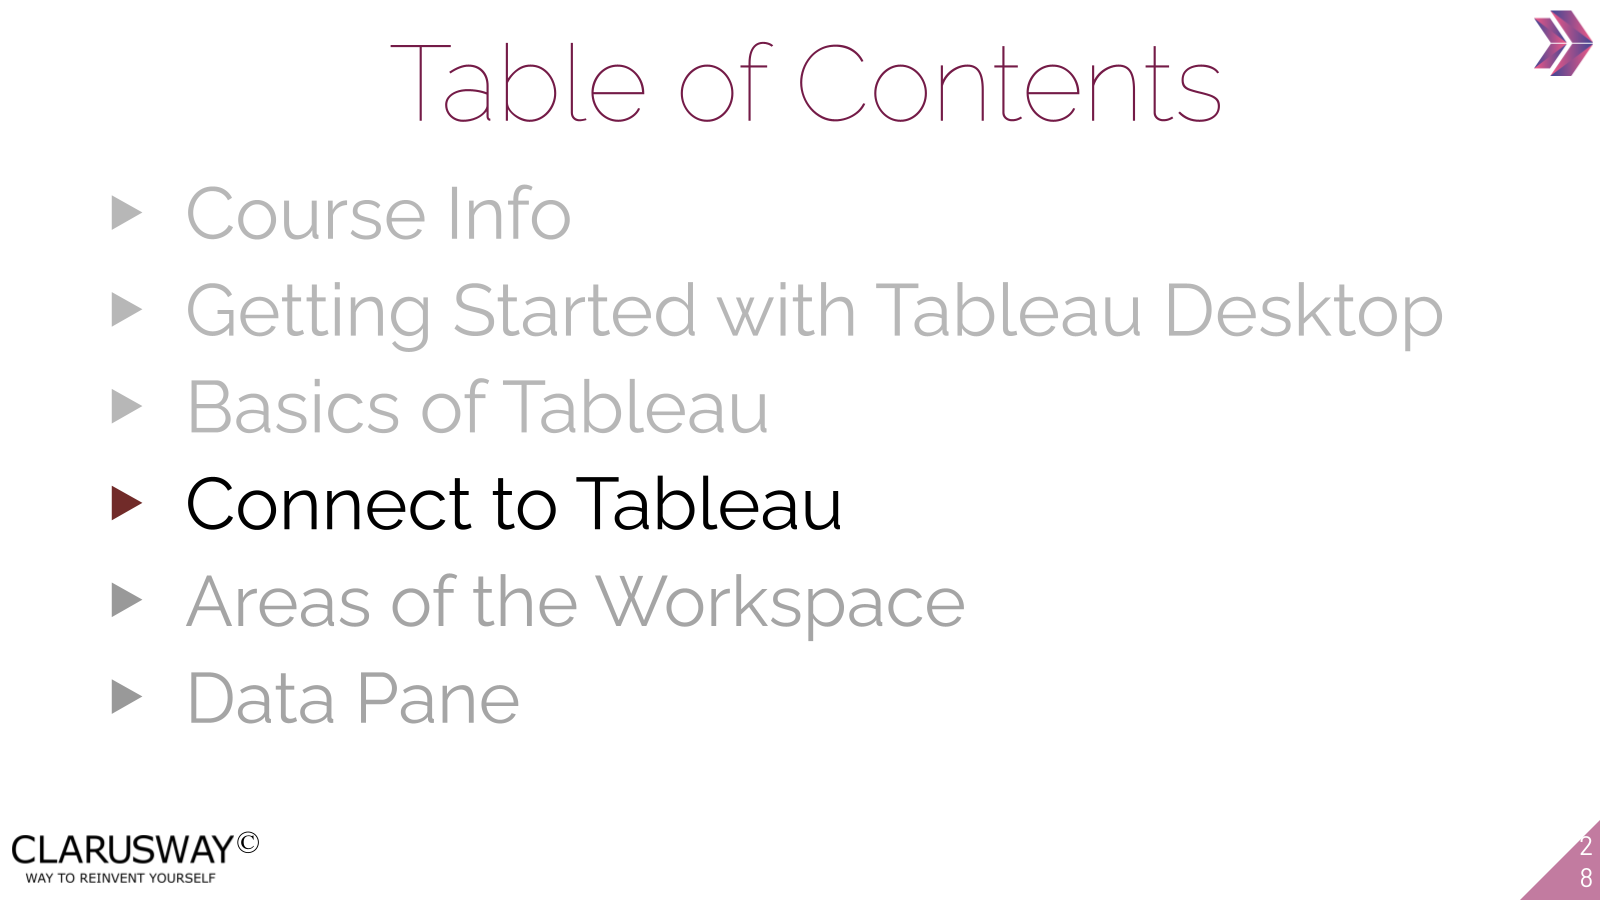 Table of Contents
Course Info
Getting Started with Tableau Desktop
Basics of Tableau
Connect to Tableau
Areas of the Workspace
Data Pane
CLARUSWAY©
WAY TO REINVENT YOURSELF
2
8